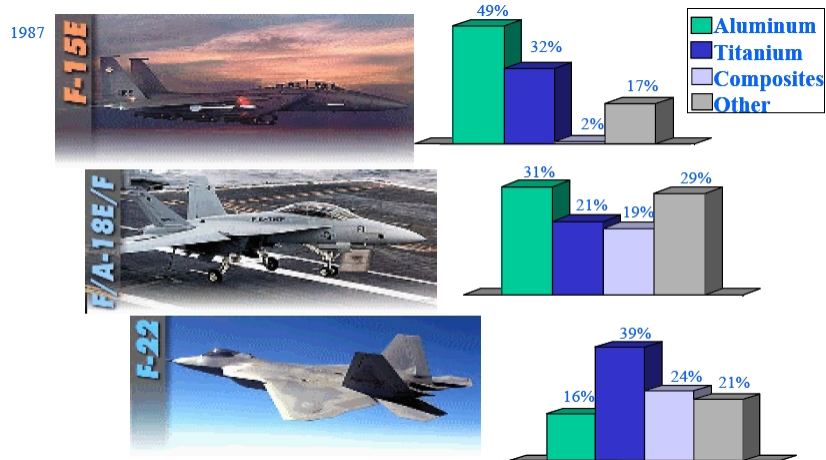 1987
F-15E
49%
32%
2%
17%
Aluminum
Titanium
Composites
Other
F/A-18E/F
31%
21%
19%
29%
F-22
16%
39%
24%
21%